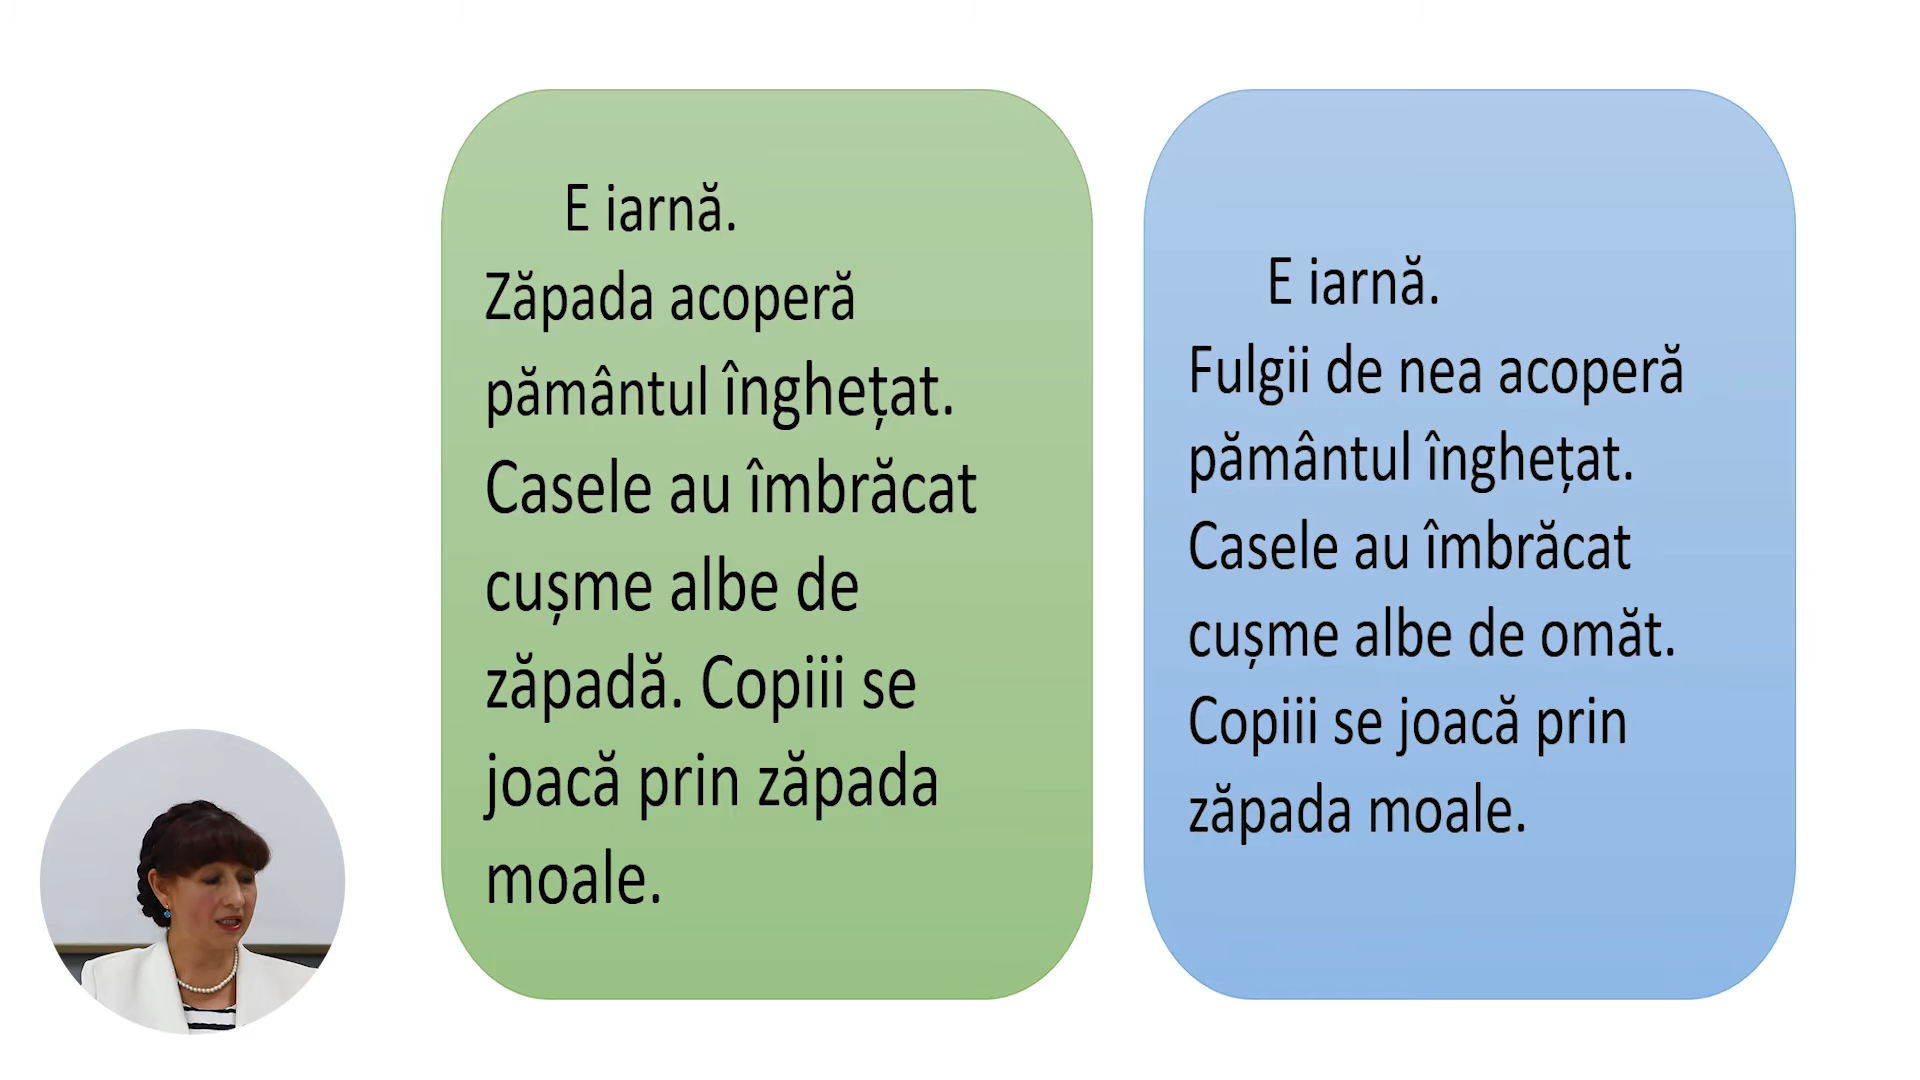 E iarnă.
Zăpada acoperă
pământul înghețat.
Casele au îmbrăcat
cușme albe de
zăpadă. Copiii se
joacă prin zăpada
moale.
E iarnă.
Fulgii de nea acoperă
pământul înghețat.
Casele au îmbrăcat
cușme albe de omăt.
Copiii se joacă prin
zăpada moale.